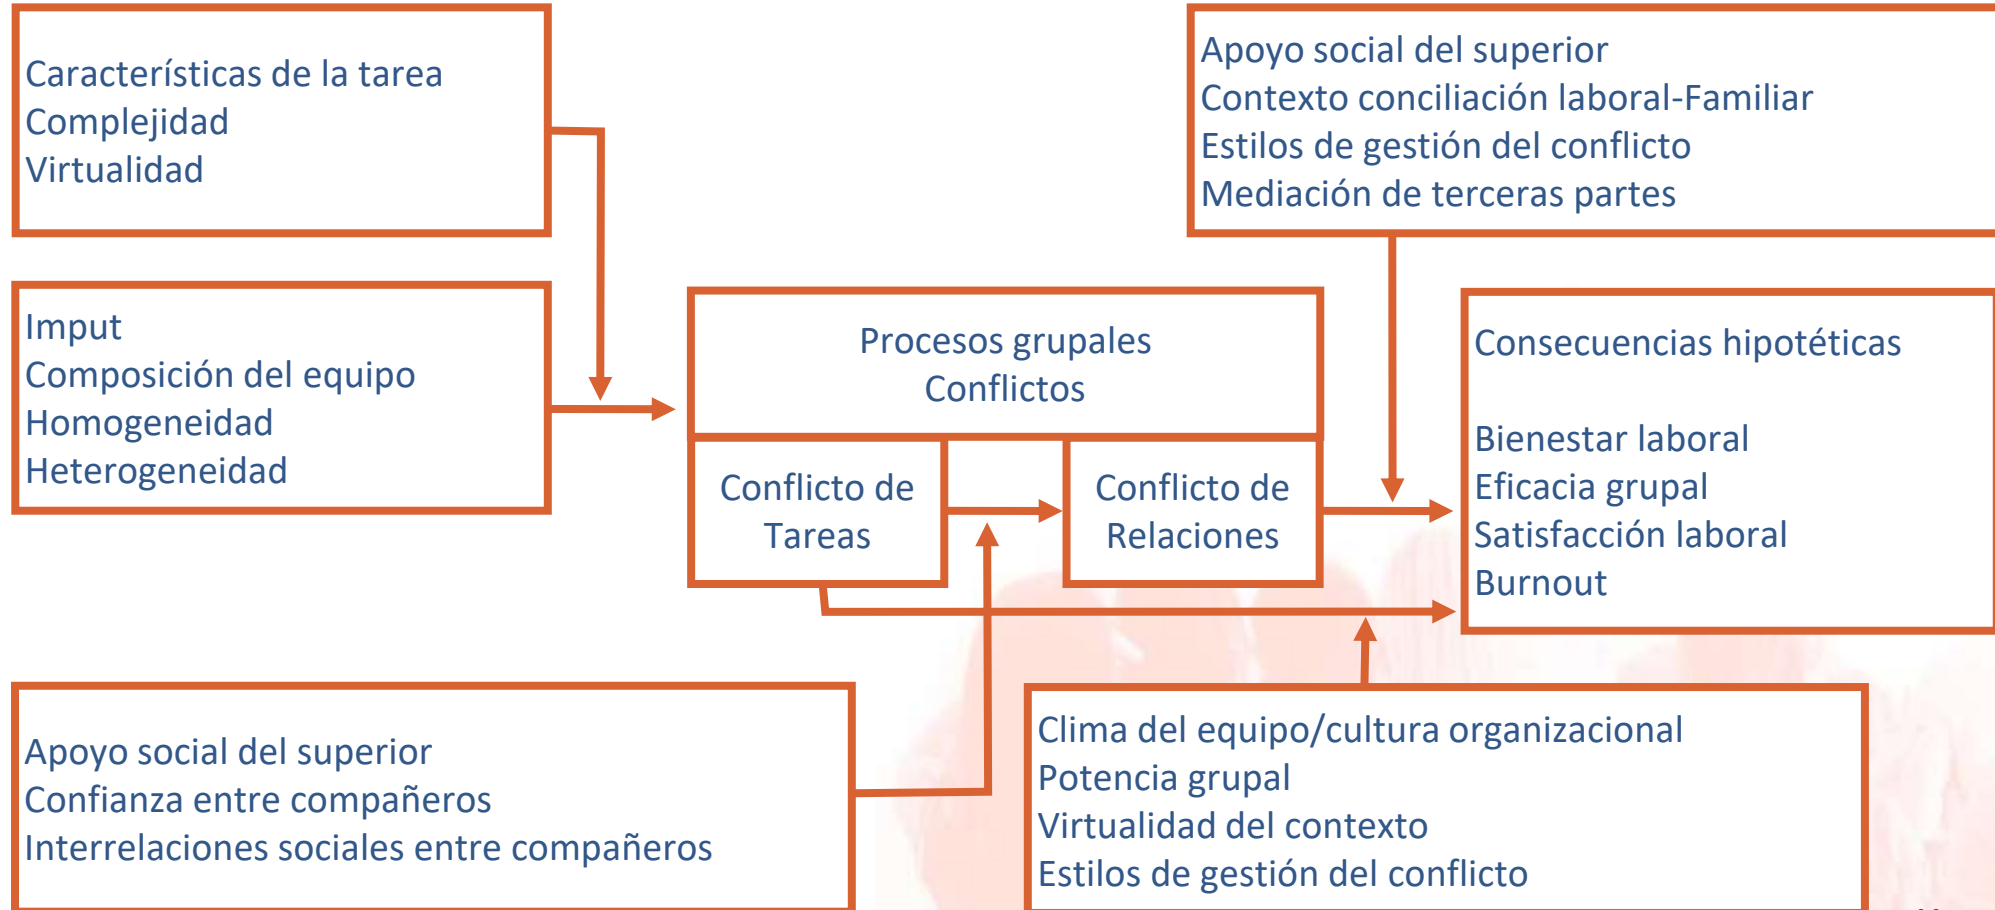 Características de la tarea
Complejidad
Virtualidad
Apoyo social del superior
Contexto conciliación laboral-Familiar
Estilos de gestión del conflicto
Mediación de terceras partes
Imput
Composición del equipo
Homogeneidad
Heterogeneidad
Procesos grupales
Conflictos
Conflicto de
Tareas
Conflicto de
Relaciones
Consecuencias hipotéticas
Bienestar laboral
Eficacia grupal
Satisfacción laboral
Burnout
Apoyo social del superior
Confianza entre compañeros
Interrelaciones sociales entre compañeros
Clima del equipo/cultura organizacional
Potencia grupal
Virtualidad del contexto
Estilos de gestión del conflicto